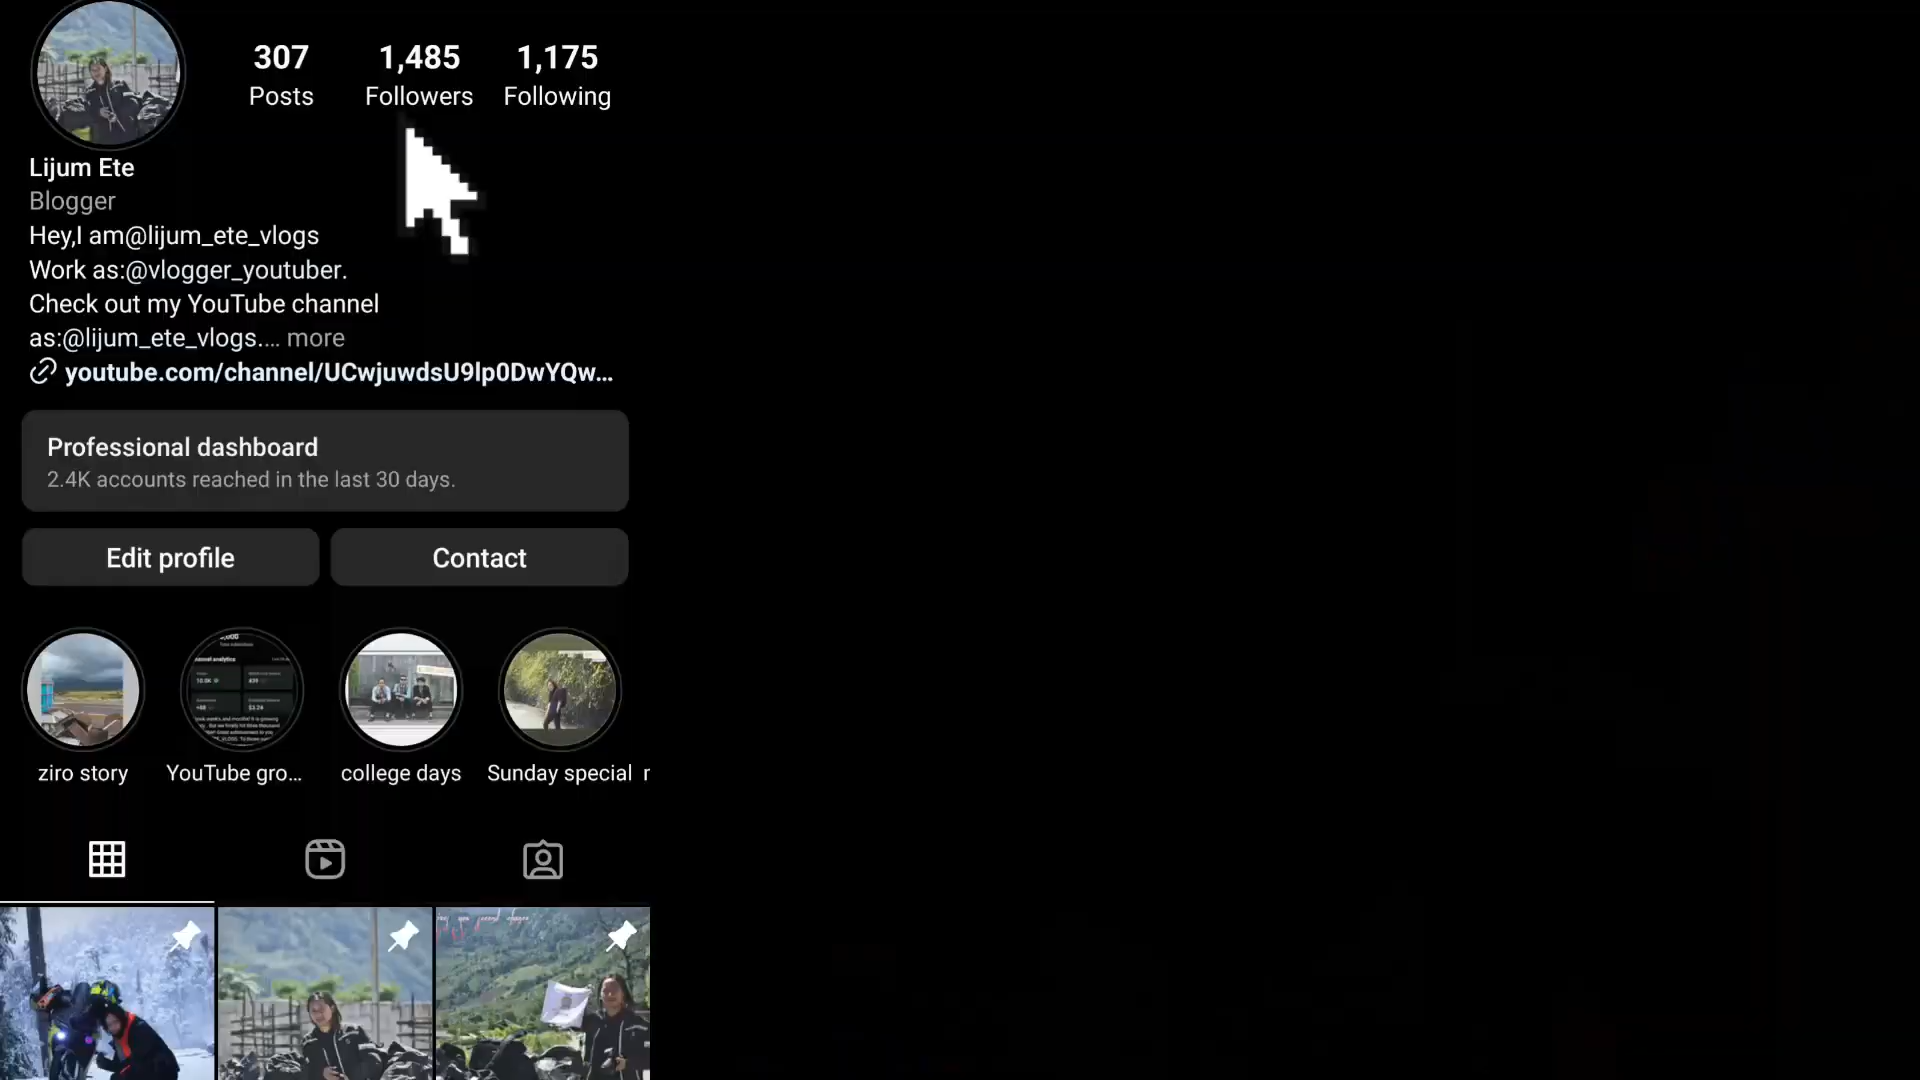 307 1,485 1,175
Posts Followers Following
Lijum Ete
Blogger
Hey,I am@lijum_ete_vlogs
Work as:@vlogger_youtuber.
Check out my YouTube channel
as:@lijum_ete_vlogs.... more
youtube.com/channel/UCwjuwdsU9lp0DwYQw...
Professional dashboard
2.4K accounts reached in the last 30 days.
Edit profile Contact
ziro story YouTube gro... college days Sunday special r